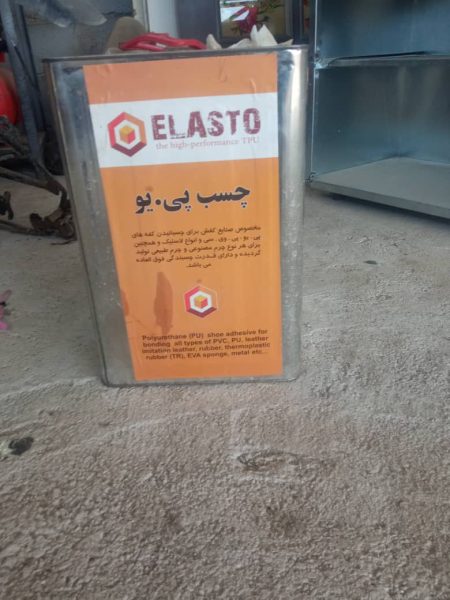 ELASTO
the high-performance TPU
چسب پی.یو
مخصوص صنایع کفش برای چسبانیدن کفه های
پی- یو - پی - وی . سی و انواع لاستیک و همچنین
برای هر نوع چرم مصنوعی و چرم طبیعی تولید
گردیده و دارای قدرت چسبندگی فوق العاده
می باشد.
Polyurethane (PU) shoe adhesive for
bonding all types of PVC, PU, leather
imitation leather, rubber, thermoplastic
rubber (TR), EVA sponge, metal etc...